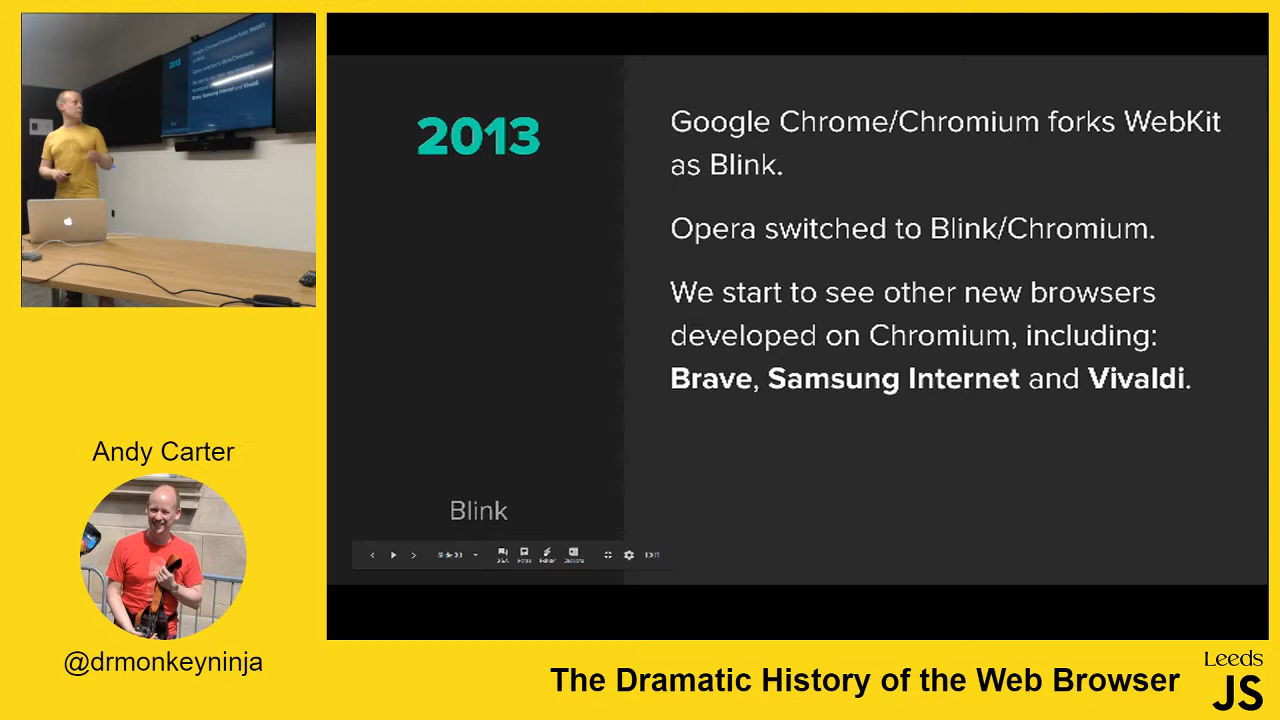 2013
Google Chrome/Chromium forks WebKit
as Blink.
Opera switched to Blink/Chromium.
We start to see other new browsers
developed on Chromium, including:
Brave, Samsung Internet and Vivaldi.
Blink
Andy Carter
@drmonkeyninja
The Dramatic History of the Web Browser
Leeds
JS